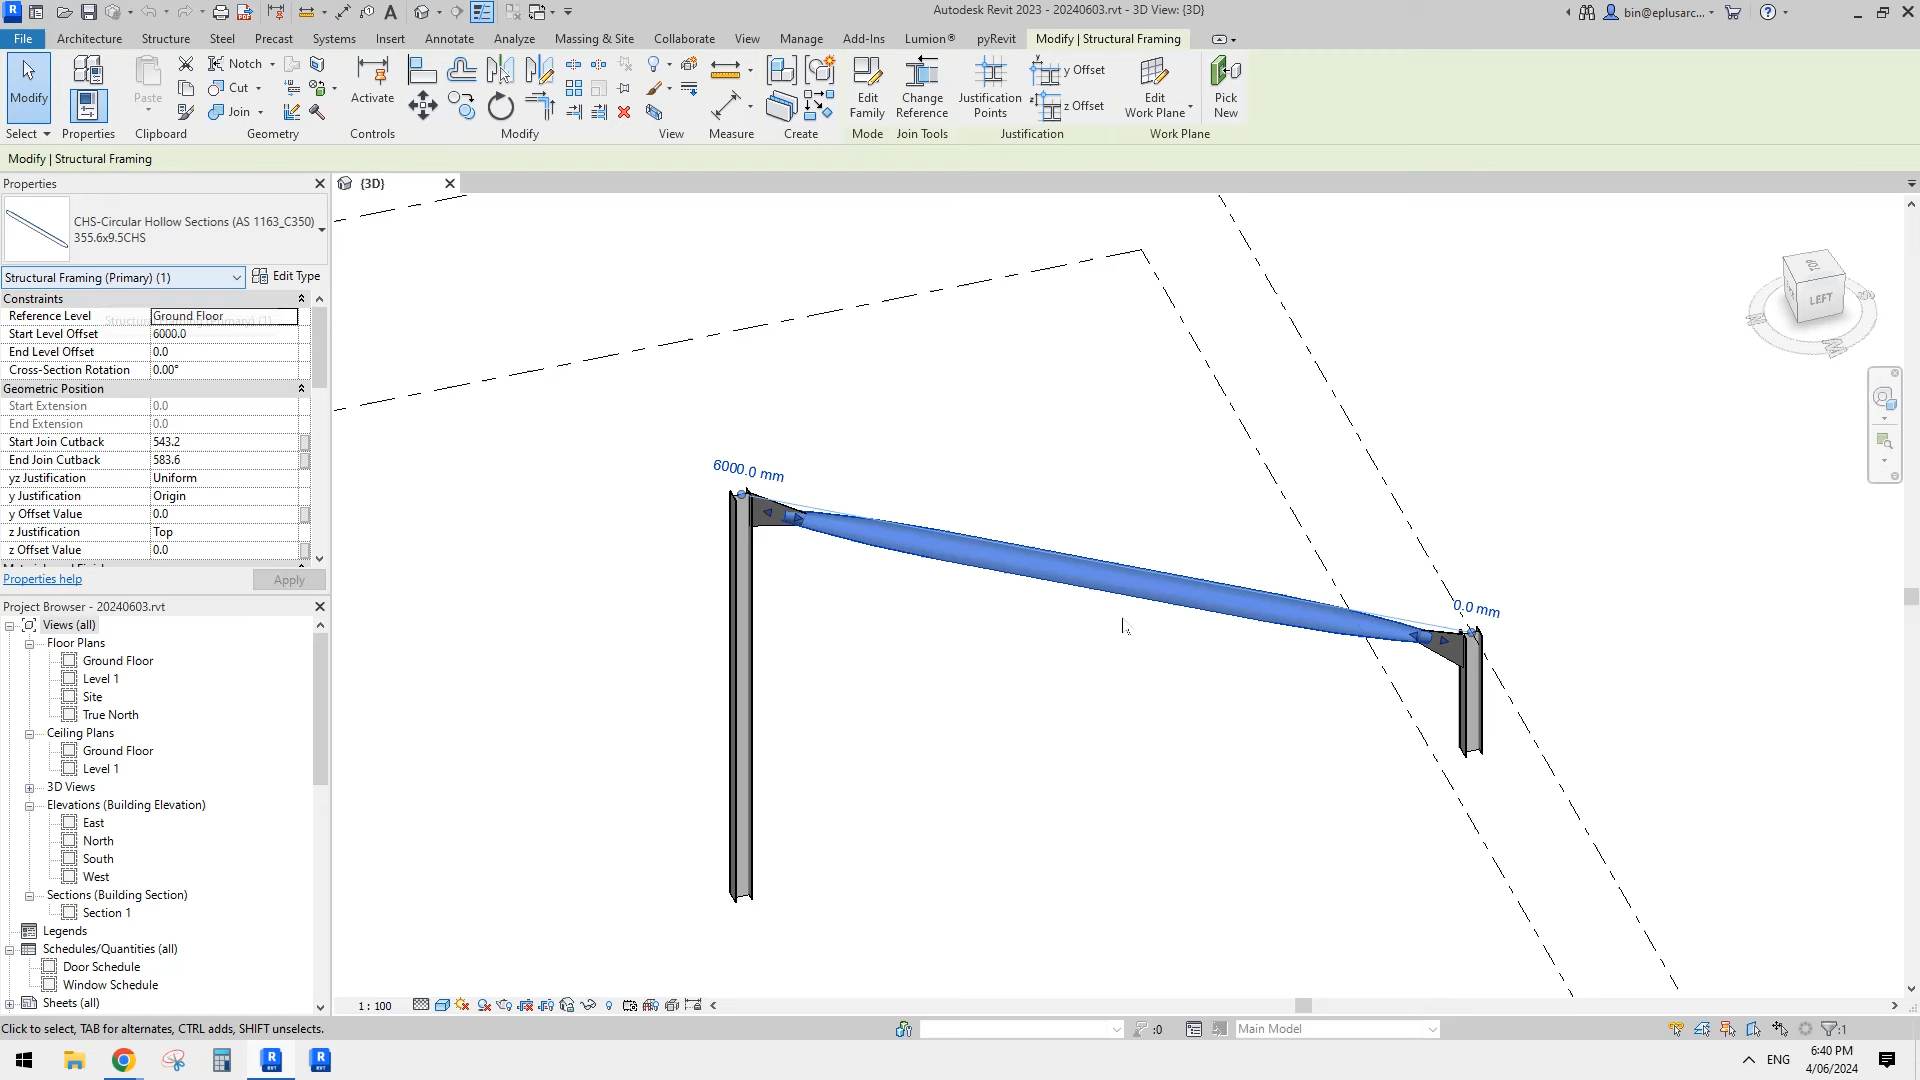 Autodesk Revit 2023 - 20240603.rvt - 3D View: {3D}
bin@eplusarc...
File Architecture Structure Steel Precast Systems Insert Annotate Analyze Massing & Site Collaborate View Manage Add-Ins Lumion® pyRevit Modify | Structural Framing
Modify
Select
Properties
Paste
Clipboard
Notch
Cut
Join
Geometry
Activate
Controls
Modify
View
Measure
Create
Edit
Family
Mode
Change
Reference
Join Tools
Justification
Points
y Offset
z Offset
Justification
Edit
Work Plane
Work Plane
Pick
New
Modify | Structural Framing
Properties
CHS-Circular Hollow Sections (AS 1163_C350)
355.6x9.5CHS
Structural Framing (Primary) (1)
Edit Type
Constraints
Reference Level Ground Floor
Start Level Offset 6000.0
End Level Offset 0.0
Cross-Section Rotation 0.00°
Geometric Position
Start Extension 0.0
End Extension 0.0
Start Join Cutback 543.2
End Join Cutback 583.6
yz Justification Uniform
y Justification Origin
y Offset Value 0.0
z Justification Top
z Offset Value 0.0
Properties help
Apply
Project Browser - 20240603.rvt
Views (all)
Floor Plans
Ground Floor
Level 1
Site
True North
Ceiling Plans
Ground Floor
Level 1
3D Views
Elevations (Building Elevation)
East
North
South
West
Sections (Building Section)
Section 1
Legends
Schedules/Quantities (all)
Door Schedule
Window Schedule
Sheets (all)
{3D}
6000.0 mm
0.0 mm
TOP
LEFT
1 : 100
Click to select, TAB for alternates, CTRL adds, SHIFT unselects.
:0
Main Model
:1
ENG
6:40 PM
4/06/2024